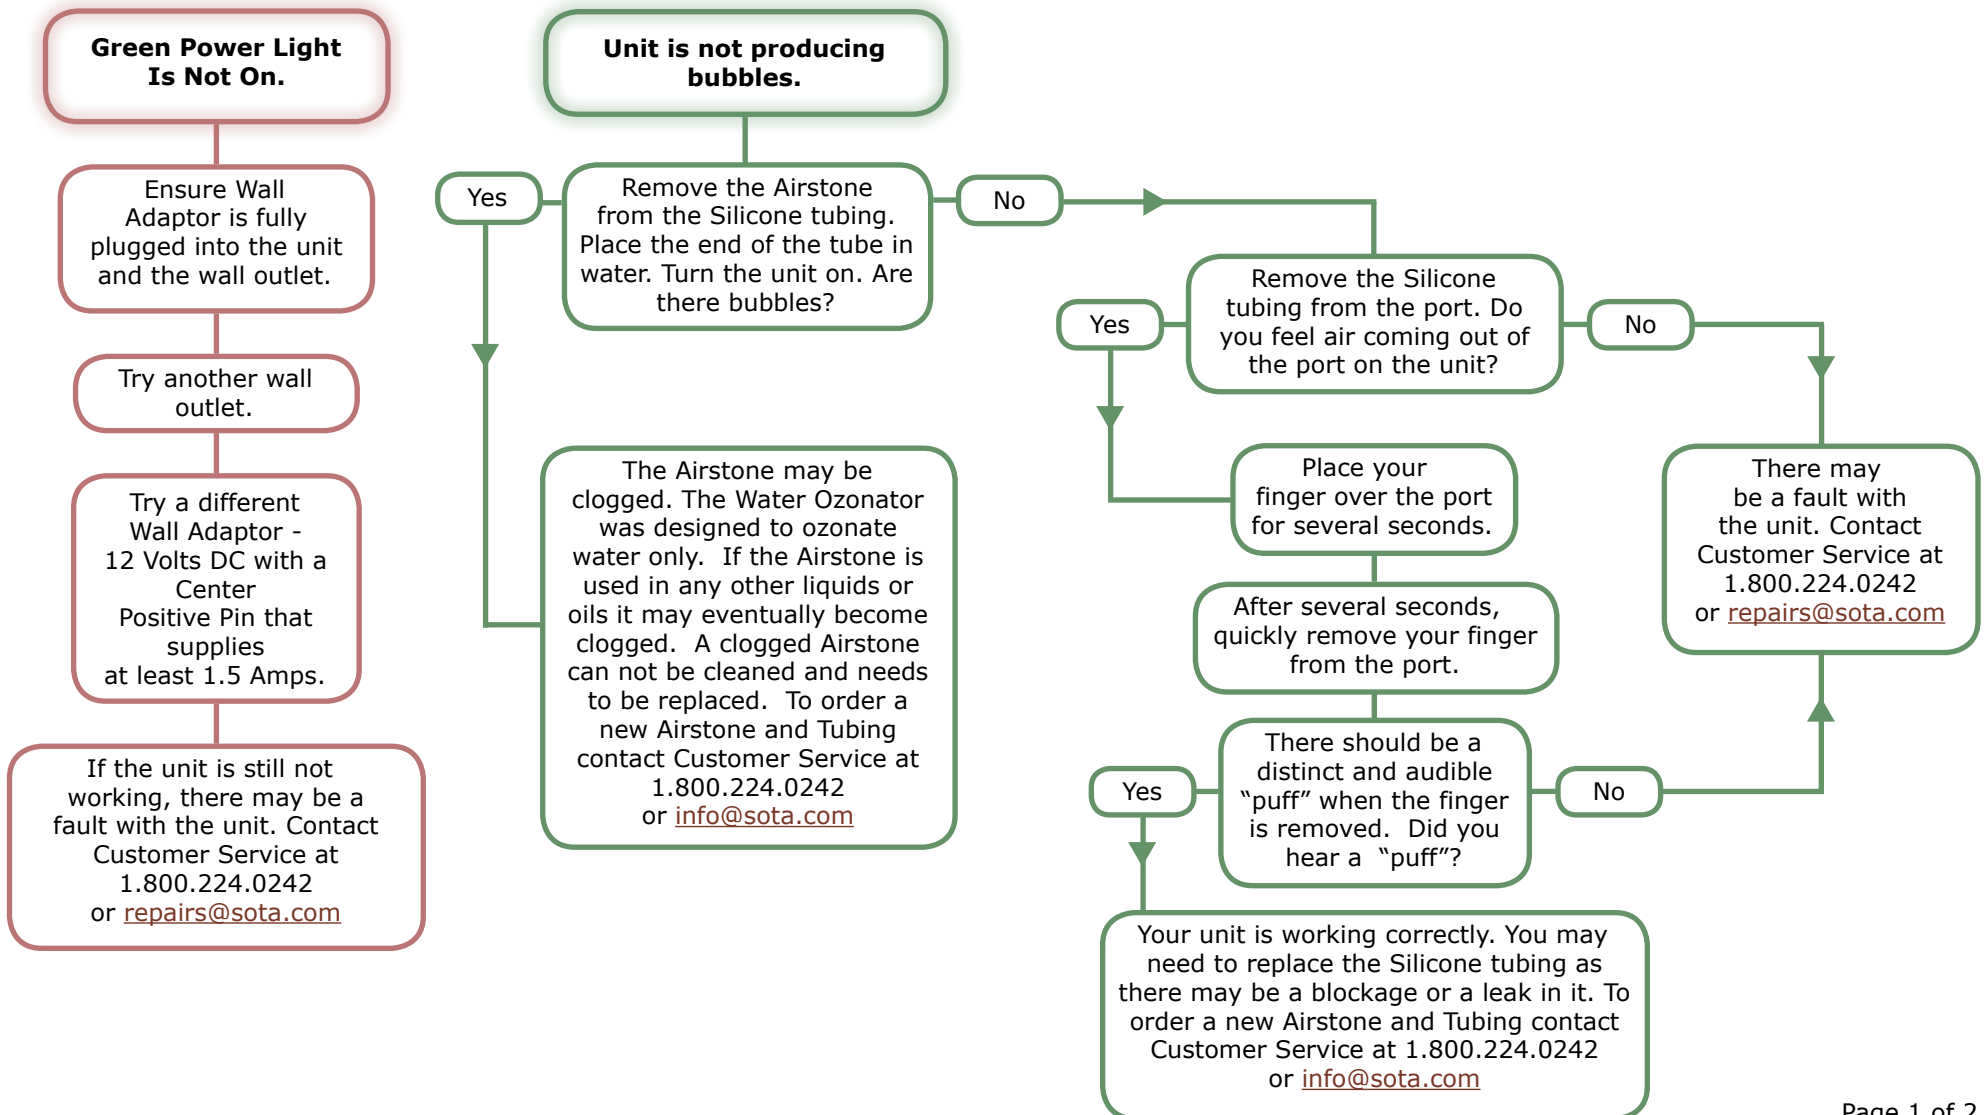 Green Power Light
Is Not On.
Ensure Wall
Adaptor is fully
plugged into the unit
and the wall outlet.
Try another wall
outlet.
Try a different
Wall Adaptor -
12 Volts DC with a
Center
Positive Pin that
supplies
at least 1.5 Amps.
If the unit is still not
working, there may be a
fault with the unit. Contact
Customer Service at
1.800.224.0242
or repairs@sota.com
Unit is not producing
bubbles.
Remove the Airstone
from the Silicone tubing.
Place the end of the tube in
water. Turn the unit on. Are
there bubbles?
Yes
The Airstone may be
clogged. The Water Ozonator
was designed to ozonate
water only.  If the Airstone is
used in any other liquids or
oils it may eventually become
clogged.  A clogged Airstone
can not be cleaned and needs
to be replaced.  To order a
new Airstone and Tubing
contact Customer Service at
1.800.224.0242
or info@sota.com
No
Remove the Silicone
tubing from the port. Do
you feel air coming out of
the port on the unit?
Yes
Place your
finger over the port
for several seconds.
After several seconds,
quickly remove your finger
from the port.
There should be a
distinct and audible
“puff” when the finger
is removed.  Did you
hear a  “puff”?
Yes
Your unit is working correctly. You may
need to replace the Silicone tubing as
there may be a blockage or a leak in it. To
order a new Airstone and Tubing contact
Customer Service at 1.800.224.0242
or info@sota.com
No
No
There may
be a fault with
the unit. Contact
Customer Service at
1.800.224.0242
or repairs@sota.com
Page 1 of 2